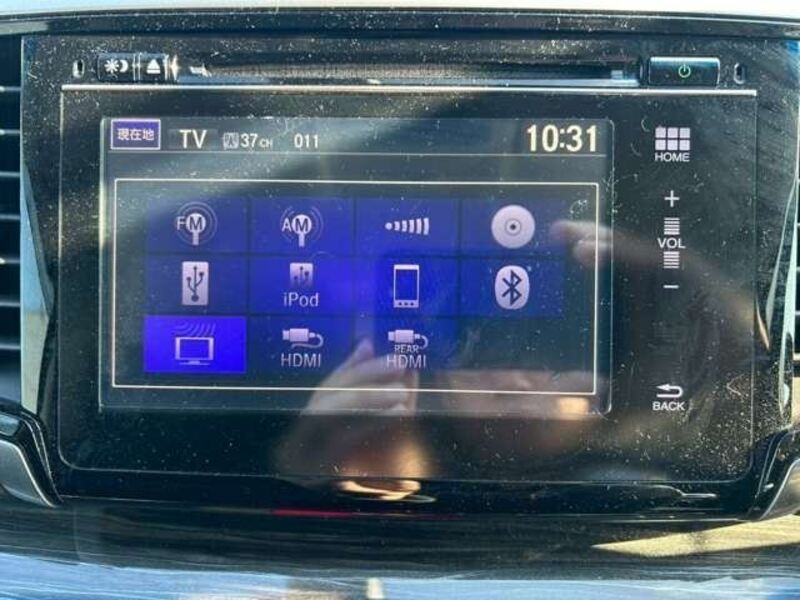 現在地 TV 37CH 011 10:31
HOME
FM AM
VOL
iPod
HDMI REAR HDMI
BACK